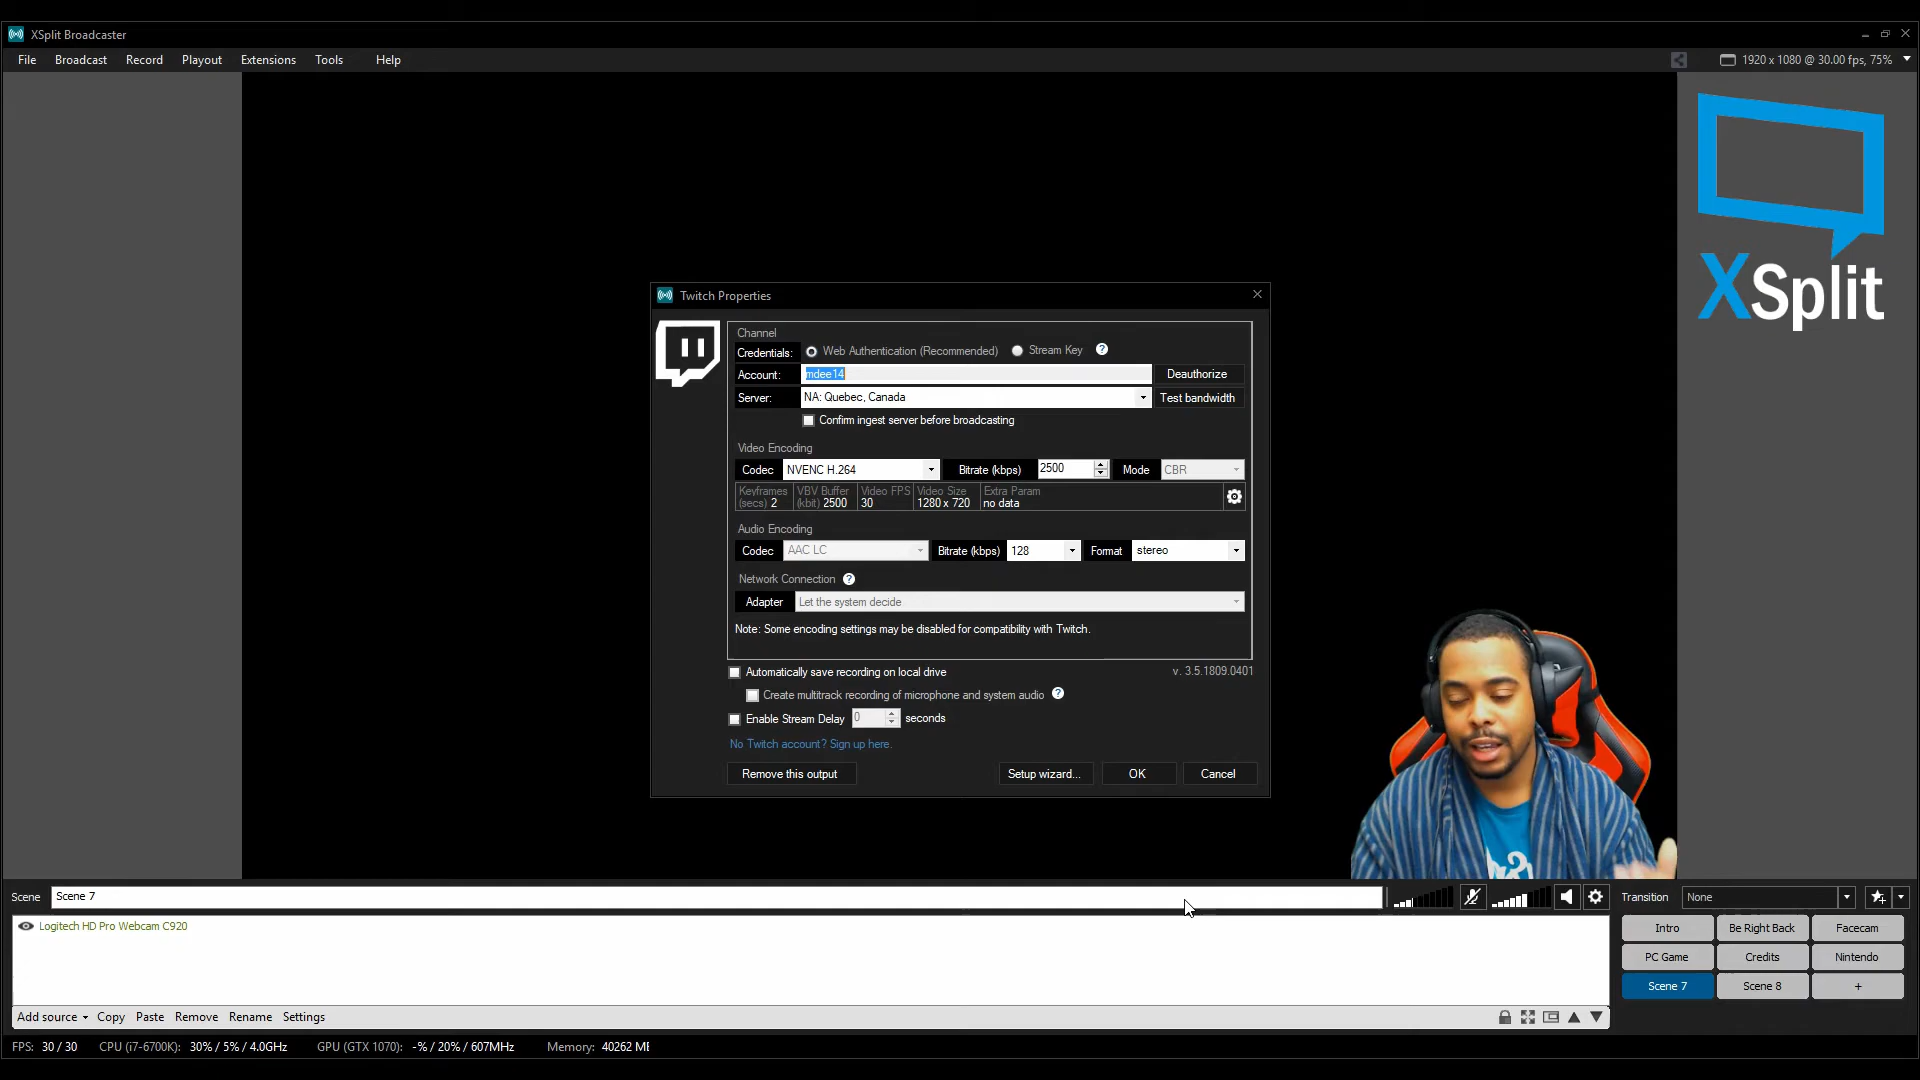 XSplit Broadcaster
File Broadcast Record Playout Extensions Tools Help
1920 x 1080 @ 30.00 fps, 75%
XSplit
Twitch Properties
Channel
Credentials: Web Authentication (Recommended) Stream Key ?
Account: mdee14 Deauthorize
Server: NA: Quebec, Canada Test bandwidth
Confirm ingest server before broadcasting
Video Encoding
Codec NVENC H.264 Bitrate (kbps) 2500 Mode CBR
Keyframes VBV Buffer Video FPS Video Size Extra Param
(secs) 2 (kbit) 2500 30 1280 x 720 no data
Audio Encoding
Codec AAC LC Bitrate (kbps) 128 Format stereo
Network Connection ?
Adapter Let the system decide
Note: Some encoding settings may be disabled for compatibility with Twitch.
Automatically save recording on local drive v. 3.5.1809.0401
Create multitrack recording of microphone and system audio ?
Enable Stream Delay 0 seconds
No Twitch account? Sign up here.
Remove this output Setup wizard... OK Cancel
Scene Scene 7 Transition None
Logitech HD Pro Webcam C920
Intro Be Right Back Facecam
PC Game Credits Nintendo
Scene 7 Scene 8 +
Add source Copy Paste Remove Rename Settings
FPS: 30 / 30 CPU (i7-6700K): 30% / 5% / 4.0GHz GPU (GTX 1070): -% / 20% / 607MHz Memory: 40262 ME